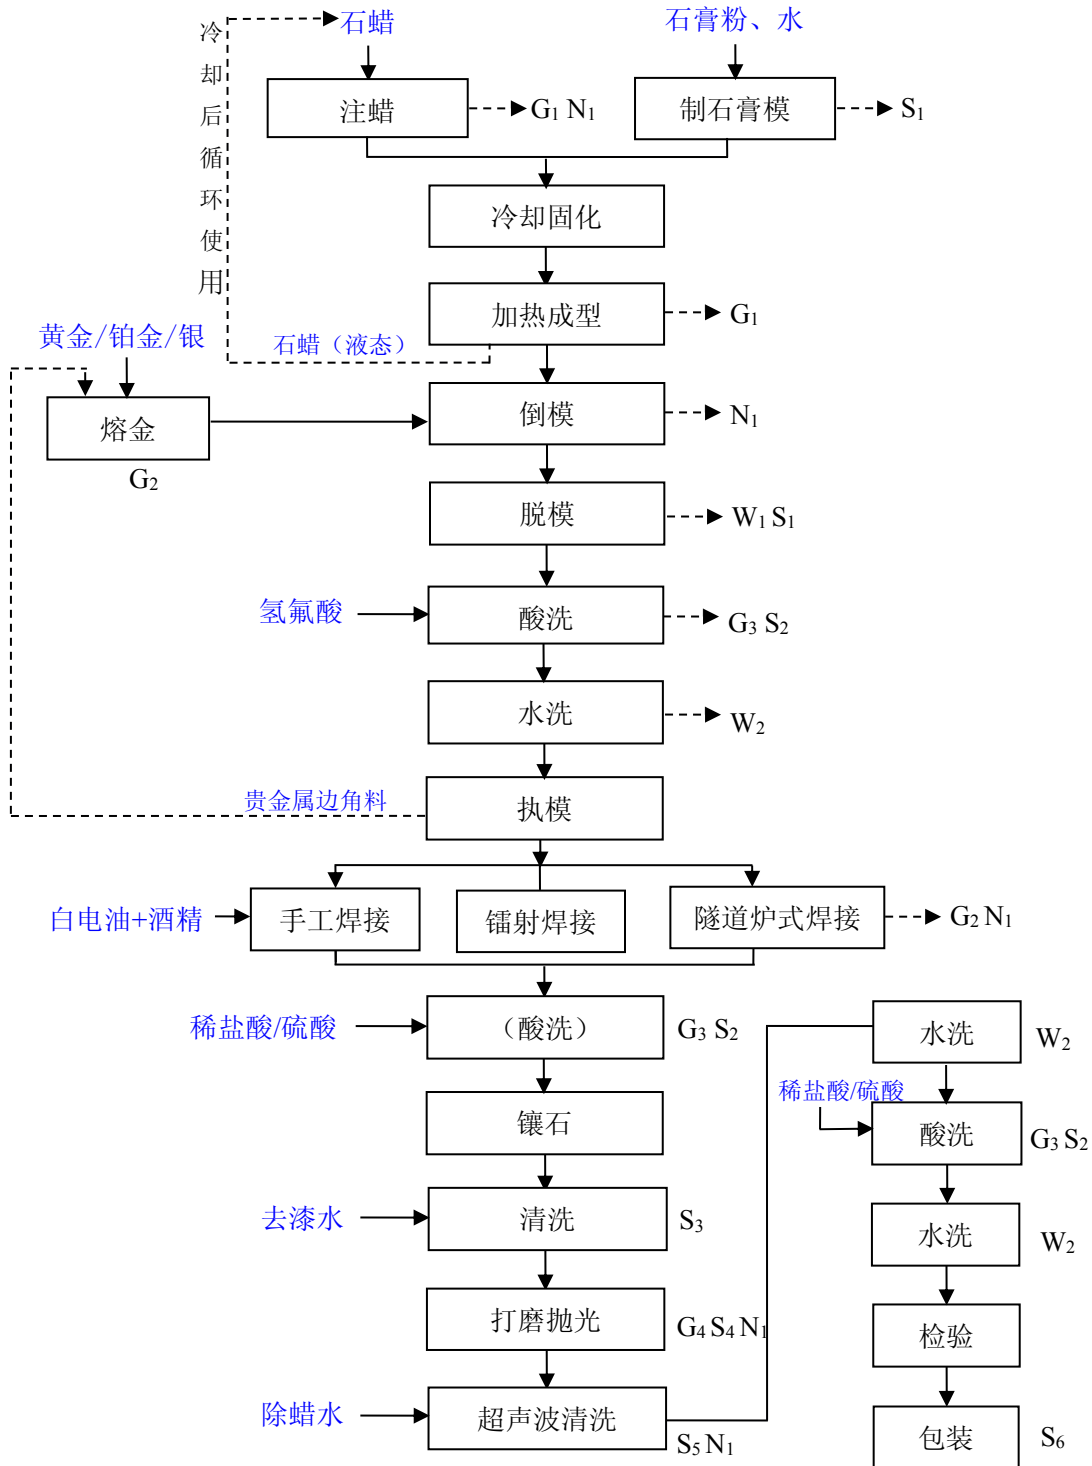 石蜡
石膏粉、水
冷却后循环使用
注蜡
G₁ N₁
制石膏模
S₁
冷却固化
加热成型
G₁
石蜡（液态）
黄金/铂金/银
熔金
G₂
倒模
N₁
脱模
W₁ S₁
氢氟酸
酸洗
G₃ S₂
水洗
W₂
贵金属边角料
执模
白电油+酒精
手工焊接
镭射焊接
隧道炉式焊接
G₂ N₁
稀盐酸/硫酸
（酸洗）
G₃ S₂
镶石
去漆水
清洗
S₃
打磨抛光
G₄ S₄ N₁
除蜡水
超声波清洗
S₅ N₁
水洗
W₂
稀盐酸/硫酸
酸洗
G₃ S₂
水洗
W₂
检验
包装
S₆